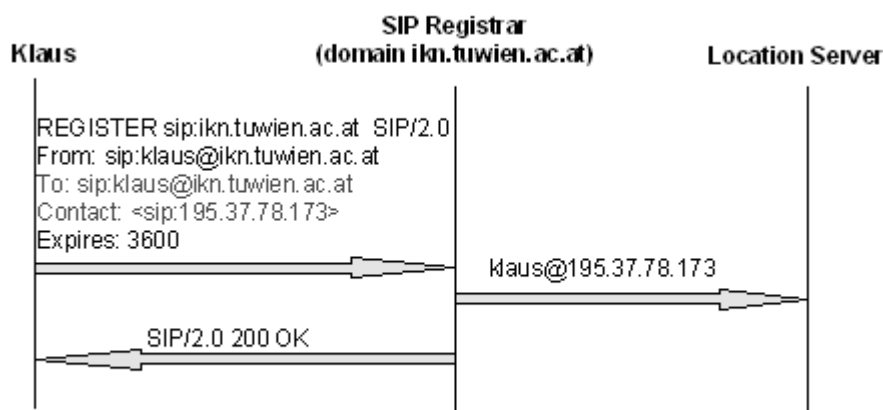 SIP Registrar
Klaus (domain ikn.tuwien.ac.at) Location Server
REGISTER sip:ikn.tuwien.ac.at SIP/2.0
From: sip:klaus@ikn.tuwien.ac.at
To: sip:klaus@ikn.tuwien.ac.at
Contact: <sip:195.37.78.173>
Expires: 3600
klaus@195.37.78.173
SIP/2.0 200 OK